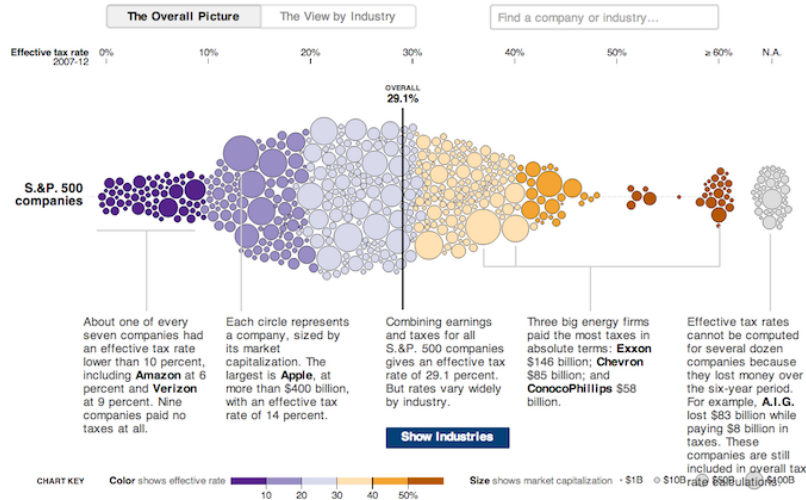 The Overall Picture
The View by Industry
Find a company or industry…
Effective tax rate
2007-12
0%
10%
20%
30%
40%
50%
≥ 60%
N.A.
OVERALL
29.1%
S.&P. 500
companies
About one of every
seven companies had
an effective tax rate
lower than 10 percent,
including Amazon at 6
percent and Verizon
at 9 percent. Nine
companies paid no
taxes at all.
Each circle represents
a company, sized by
its market
capitalization. The
largest is Apple, at
more than $400 billion,
with an effective tax
rate of 14 percent.
Combining earnings
and taxes for all
S.&P. 500 companies
gives an effective tax
rate of 29.1 percent.
But rates vary widely
by industry.
Show Industries
Three big energy firms
paid the most taxes in
absolute terms: Exxon
$146 billion; Chevron
$85 billion; and
ConocoPhillips $58
billion.
Effective tax rates
cannot be computed
for several dozen
companies because
they lost money over
the six-year period.
For example, A.I.G.
lost $83 billion while
paying $8 billion in
taxes. These
companies are still
included in overall tax
rate calculations.
CHART KEY
Color shows effective rate
10
20
30
40
50%
Size shows market capitalization
$1B
$10B
$50B
$100B